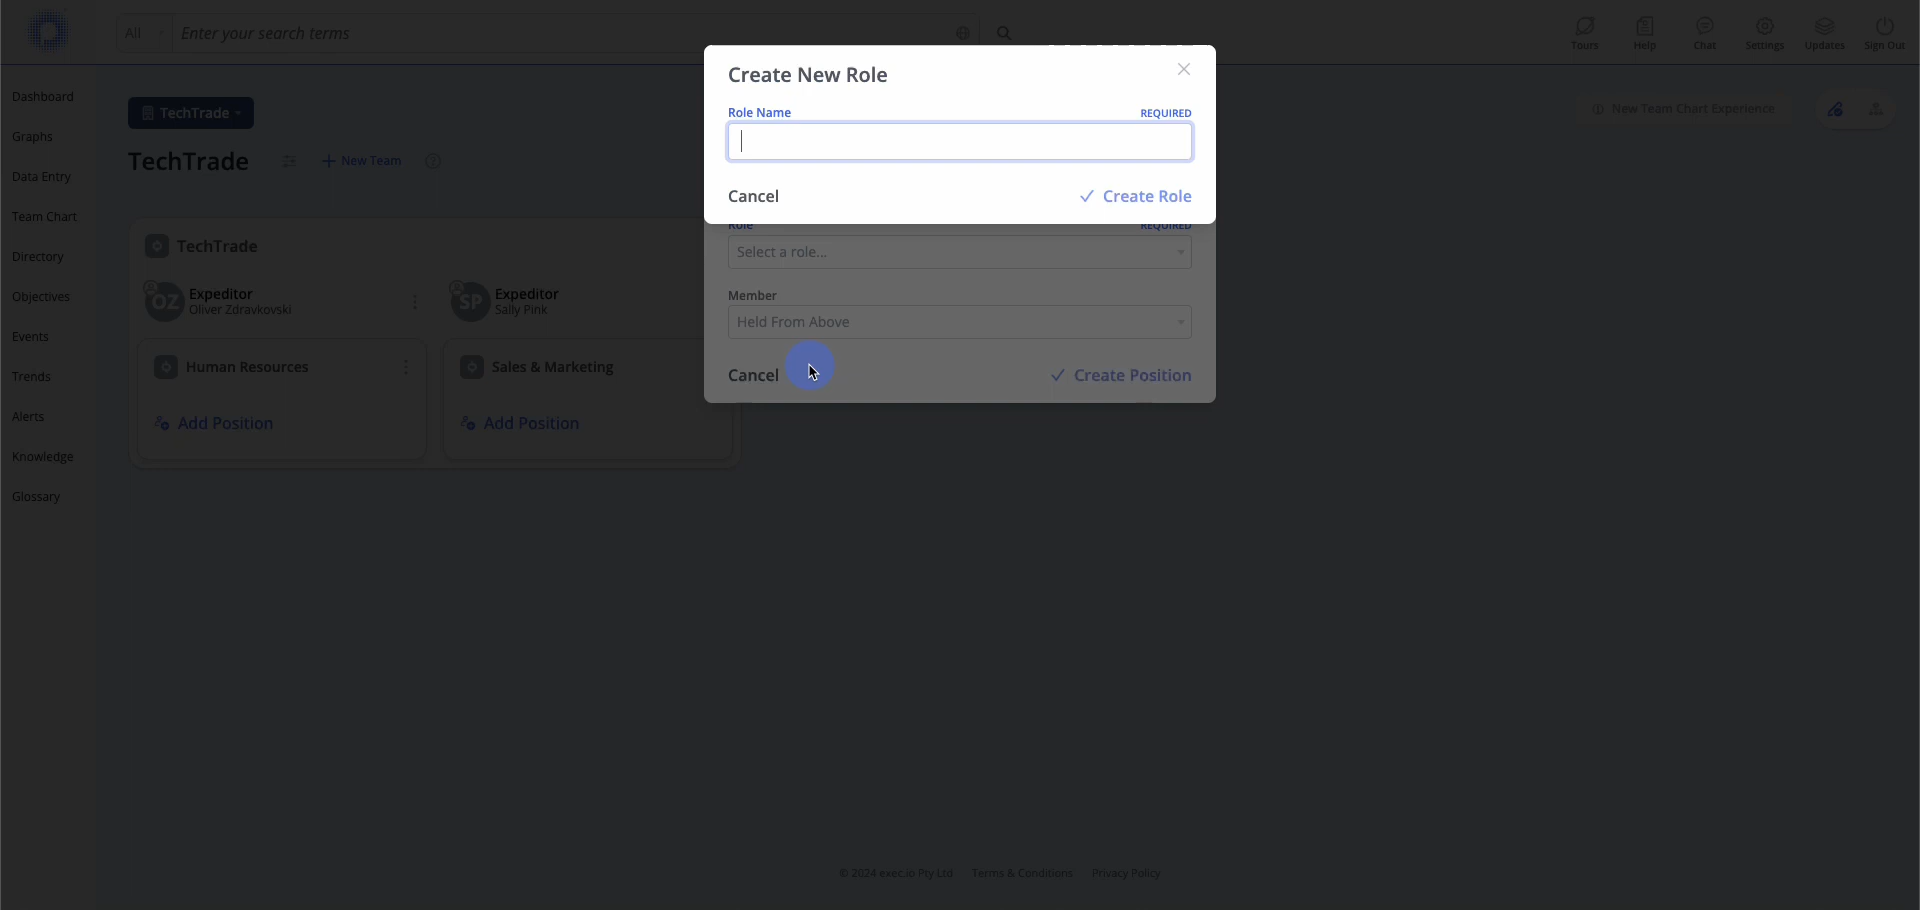 All
Enter your search terms
Tours
Help
Chat
Settings
Updates
Sign Out
Create New Role
Role Name
REQUIRED
Cancel
Create Role
Dashboard
Graphs
Data Entry
Team Chart
Directory
Objectives
Events
Trends
Alerts
Knowledge
Glossary
TechTrade
New Team Chart Experience
TechTrade
New Team
TechTrade
OZ
Expeditor
Oliver Zdravkovski
SP
Expeditor
Sally Pink
Human Resources
Add Position
Sales & Marketing
Add Position
Role
REQUIRED
Select a role...
Member
Held From Above
Cancel
Create Position
© 2024 exec.io Pty Ltd
Terms & Conditions
Privacy Policy